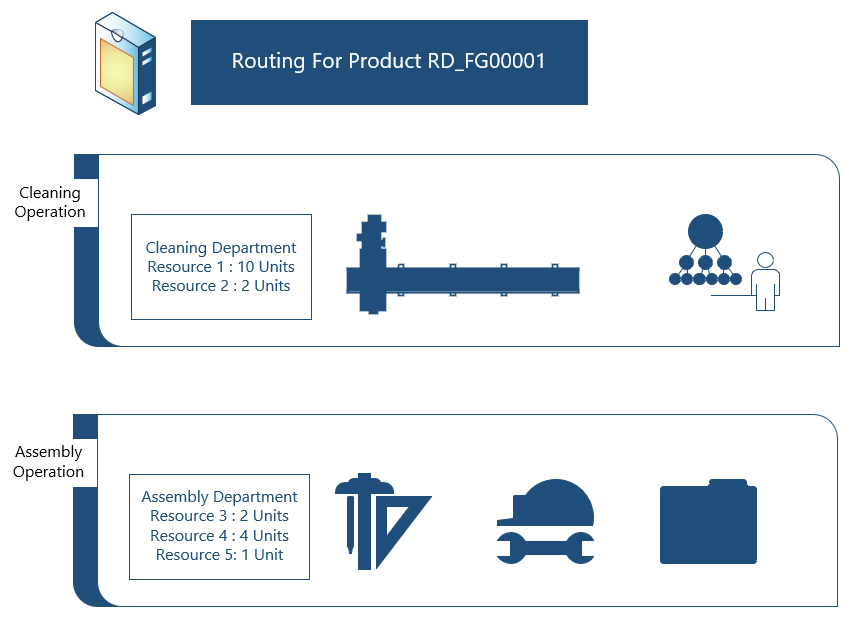 Routing For Product RD_FG00001
Cleaning
Operation
Cleaning Department
Resource 1 : 10 Units
Resource 2 : 2 Units
Assembly
Operation
Assembly Department
Resource 3 : 2 Units
Resource 4 : 4 Units
Resource 5: 1 Unit